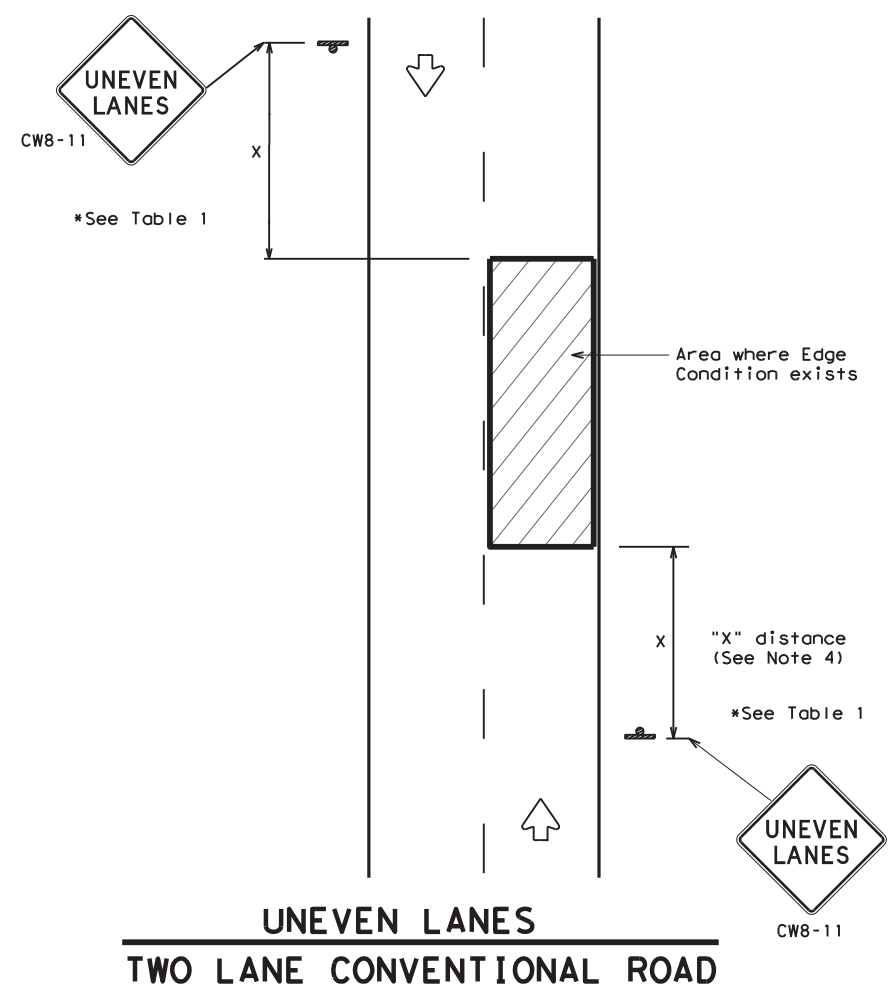 UNEVEN
LANES
CW8-11
X
*See Table 1
Area where Edge
Condition exists
X
"X" distance
(See Note 4)
*See Table 1
UNEVEN
LANES
CW8-11
UNEVEN LANES
TWO LANE CONVENTIONAL ROAD